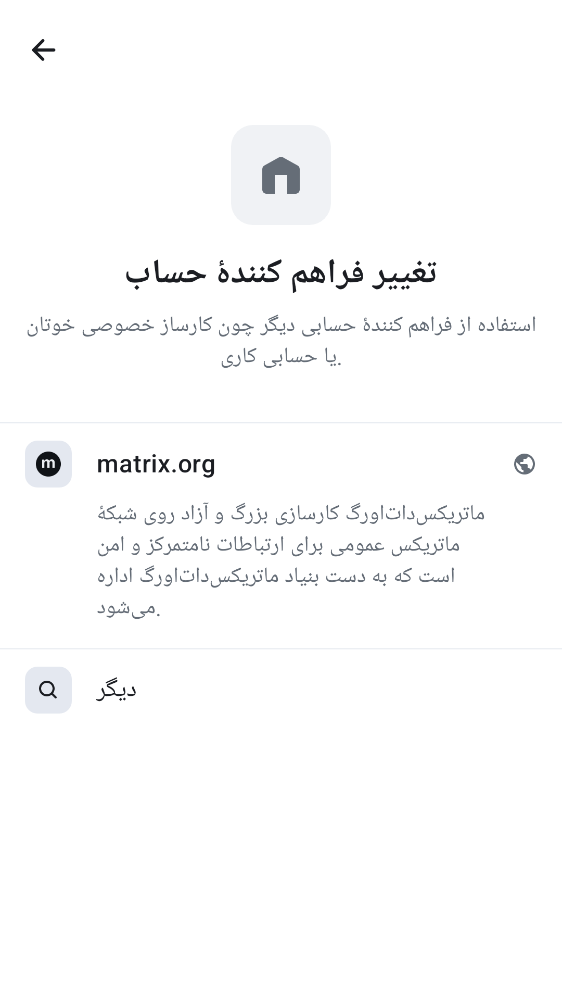 تغییر فراهم کنندهٔ حساب
استفاده از فراهم کنندهٔ حسابی دیگر چون کارساز خصوصی خوتان
یا حسابی کاری.
m
matrix.org
ماتریکس‌دات‌اورگ کارسازی بزرگ و آزاد روی شبکهٔ
ماتریکس عمومی برای ارتباطات نامتمرکز و امن
است که به دست بنیاد ماتریکس‌دات‌اورگ اداره
می‌شود.
دیگر